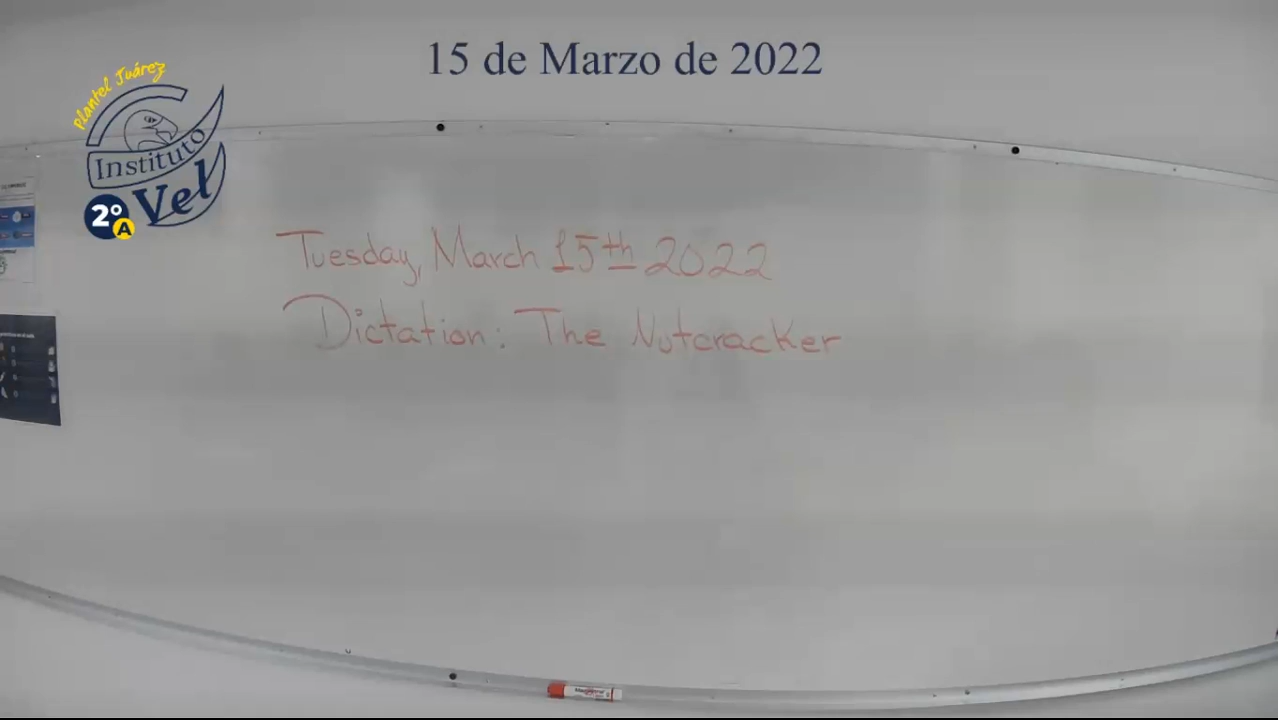 15 de Marzo de 2022
Plantel Juárez
Instituto
Vel
2° A
Tuesday, March 15th 2022
Dictation: The Nutcracker